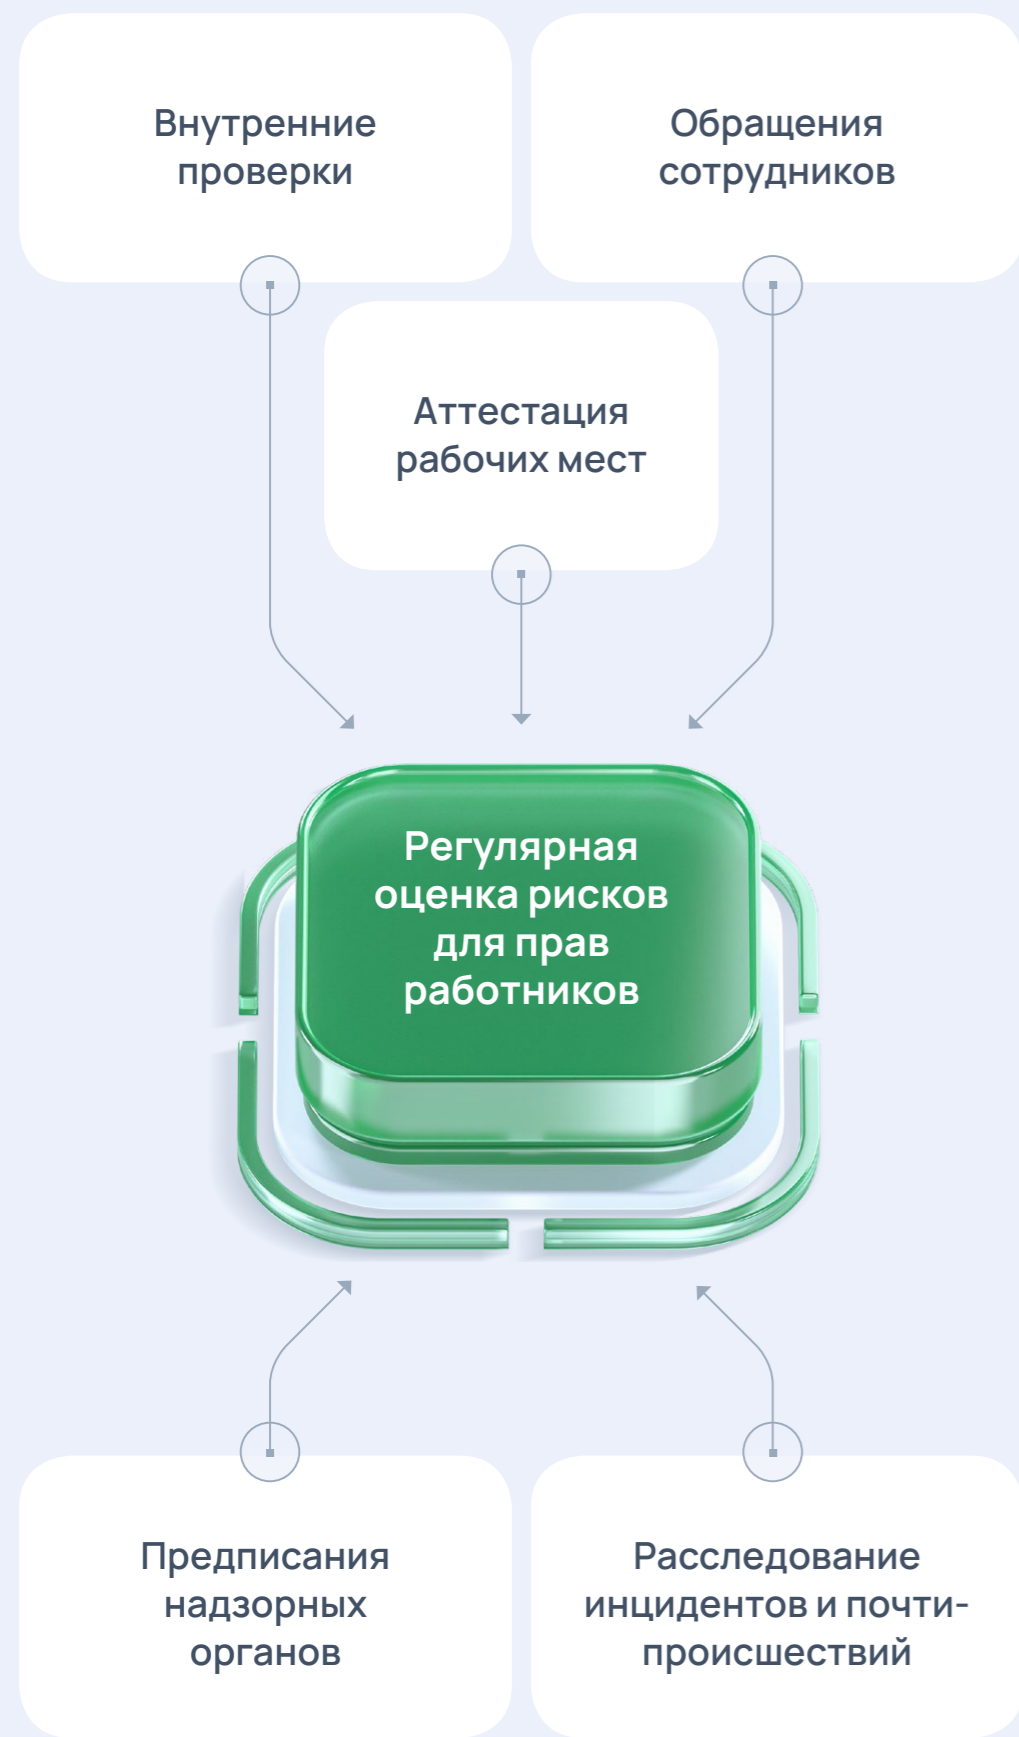 Внутренние
проверки
Обращения
сотрудников
Аттестация
рабочих мест
Регулярная
оценка рисков
для прав
работников
Предписания
надзорных
органов
Расследование
инцидентов и почти-
происшествий